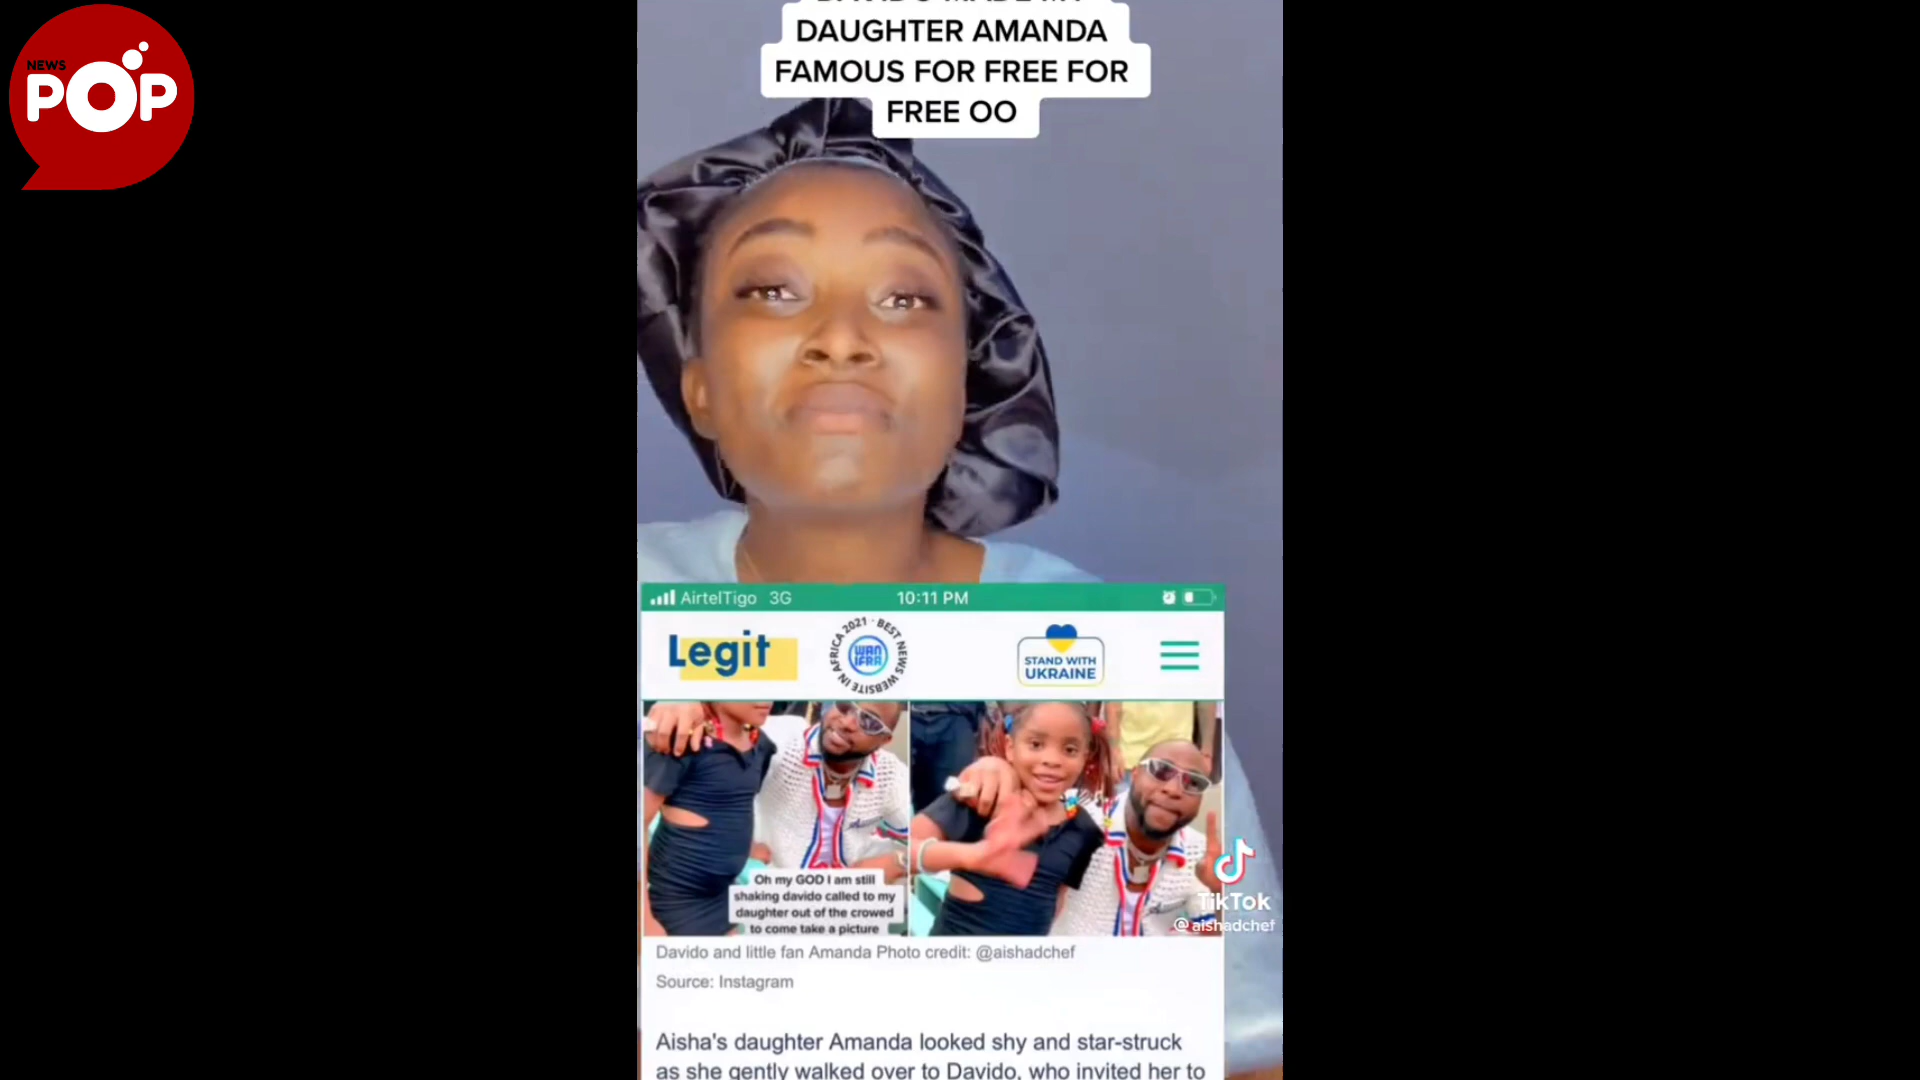 NEWS
POP
DAUGHTER AMANDA
FAMOUS FOR FREE FOR
FREE OO
AirtelTigo 3G 10:11 PM
Legit
BEST NEWS WEBSITE IN AFRICA 2021
WAN
IFRA
STAND WITH
UKRAINE
Oh my GOD I am still
shaking davido called to my
daughter out of the crowed
to come take a picture
TikTok
@aishadchef
Davido and little fan Amanda Photo credit: @aishadchef
Source: Instagram
Aisha's daughter Amanda looked shy and star-struck
as she gently walked over to Davido, who invited her to